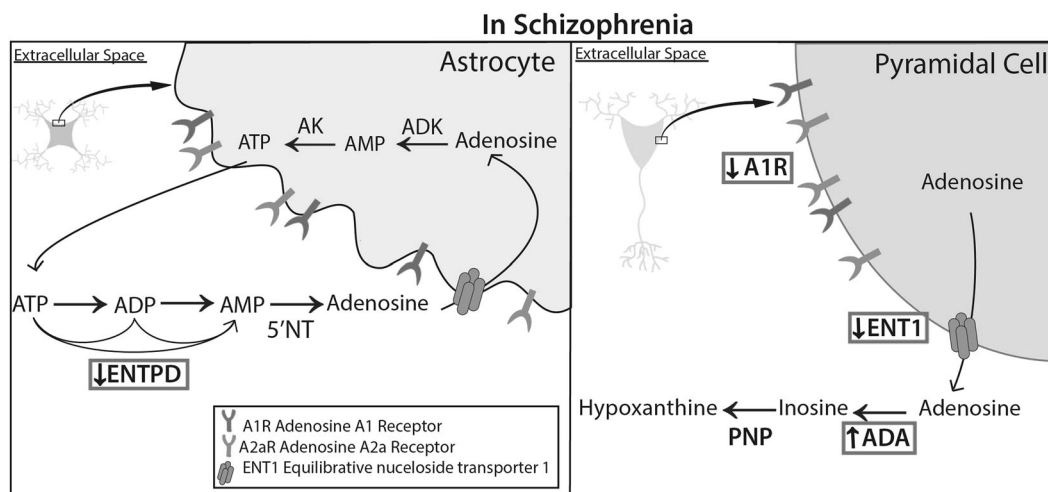 In Schizophrenia
Extracellular Space
Astrocyte
ATP
AK
AMP
ADK
Adenosine
ATP
ADP
AMP
5'NT
Adenosine
↓ENTPD
A1R Adenosine A1 Receptor
A2aR Adenosine A2a Receptor
ENT1 Equilibrative nuceloside transporter 1
Extracellular Space
Pyramidal Cell
↓A1R
Adenosine
↓ENT1
Hypoxanthine
PNP
Inosine
↑ADA
Adenosine